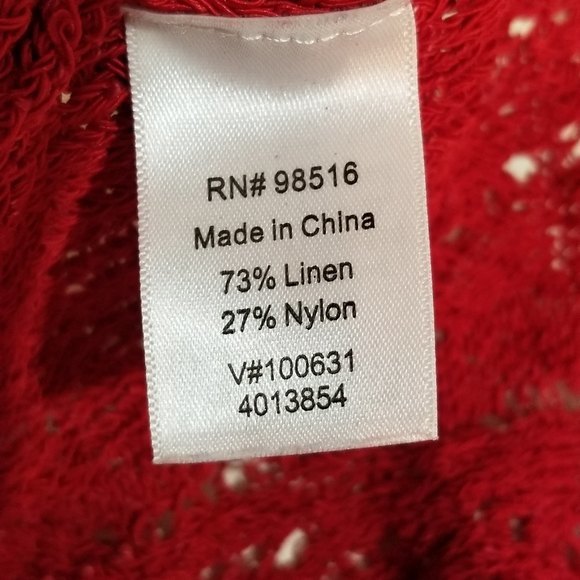 RN# 98516
Made in China
73% Linen
27% Nylon
V#100631
4013854